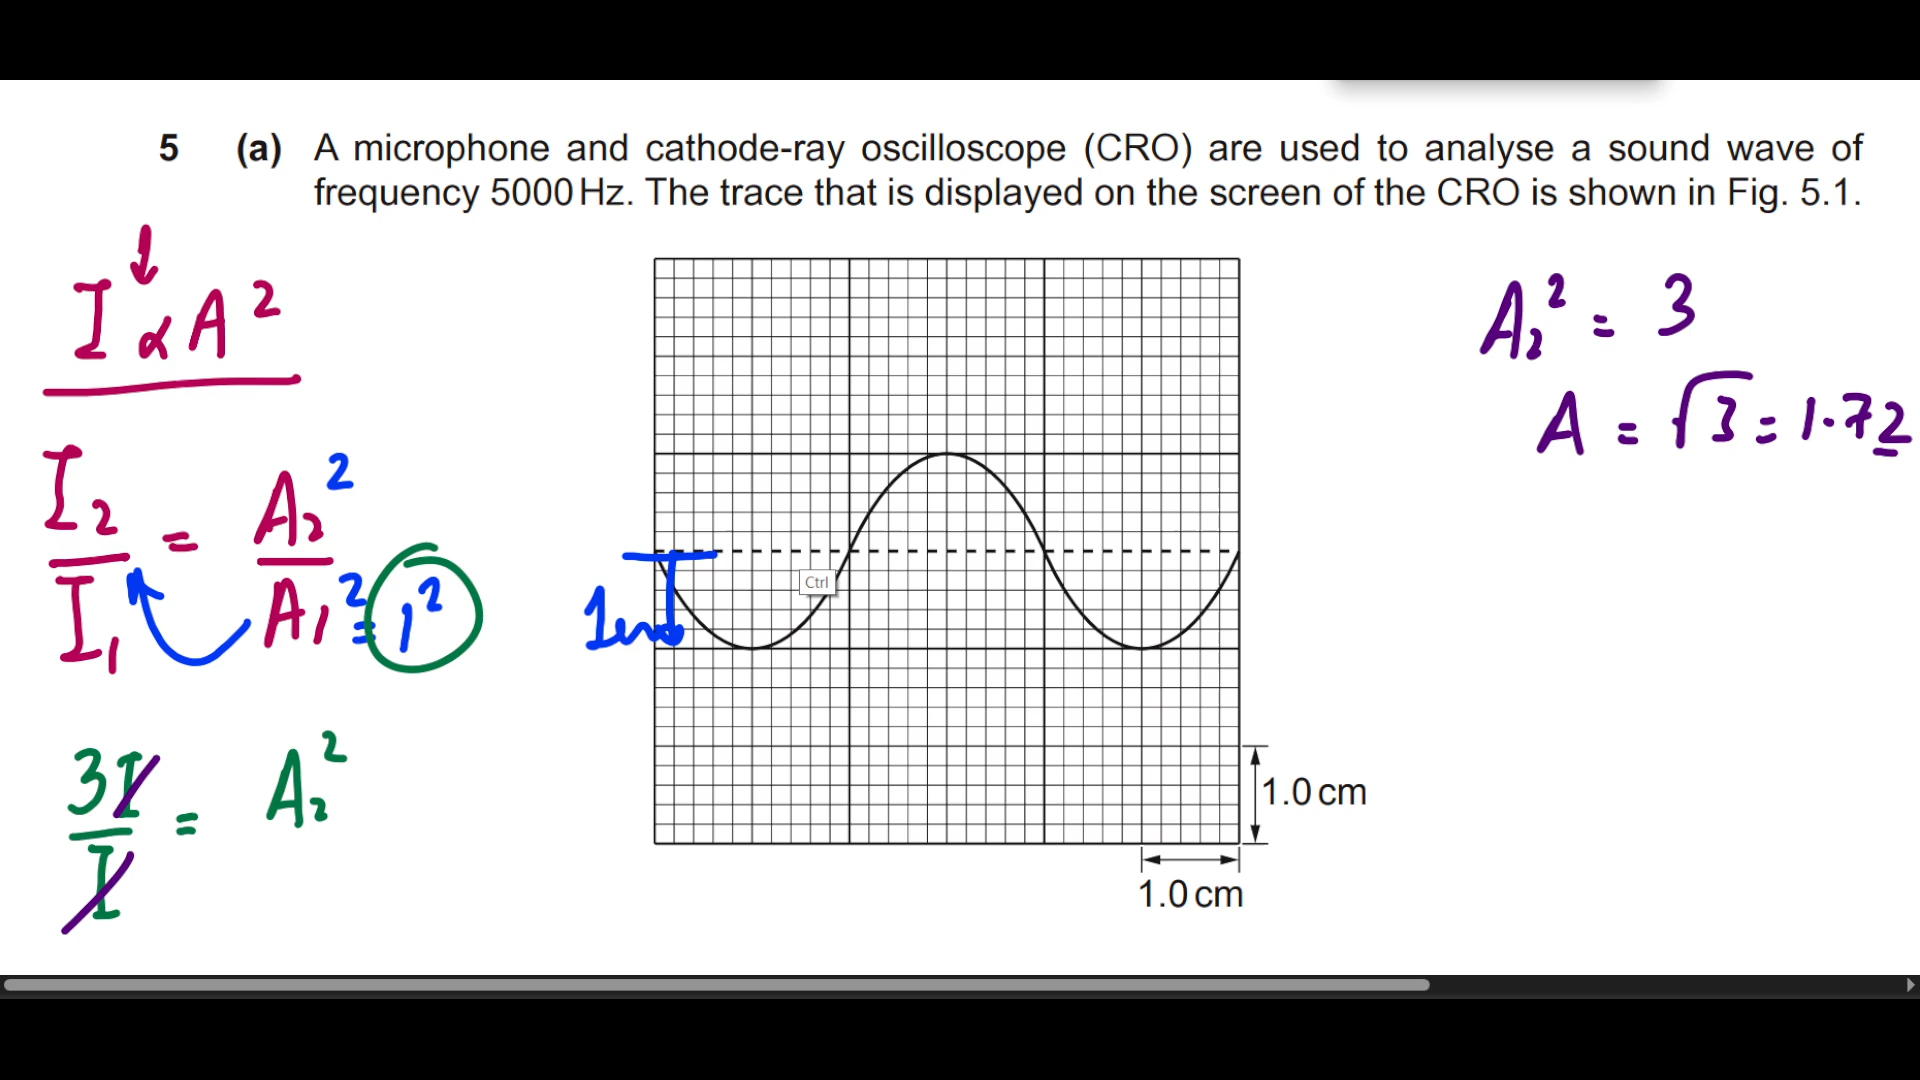 5 (a) A microphone and cathode-ray oscilloscope (CRO) are used to analyse a sound wave of
frequency 5000 Hz. The trace that is displayed on the screen of the CRO is shown in Fig. 5.1.
I ∝ A²
I₂/I₁ = A₂²/A₁² = 1²
3I/I = A₂²
1cm
Ctrl
1.0 cm
1.0 cm
A₂² = 3
A = √3 = 1.72